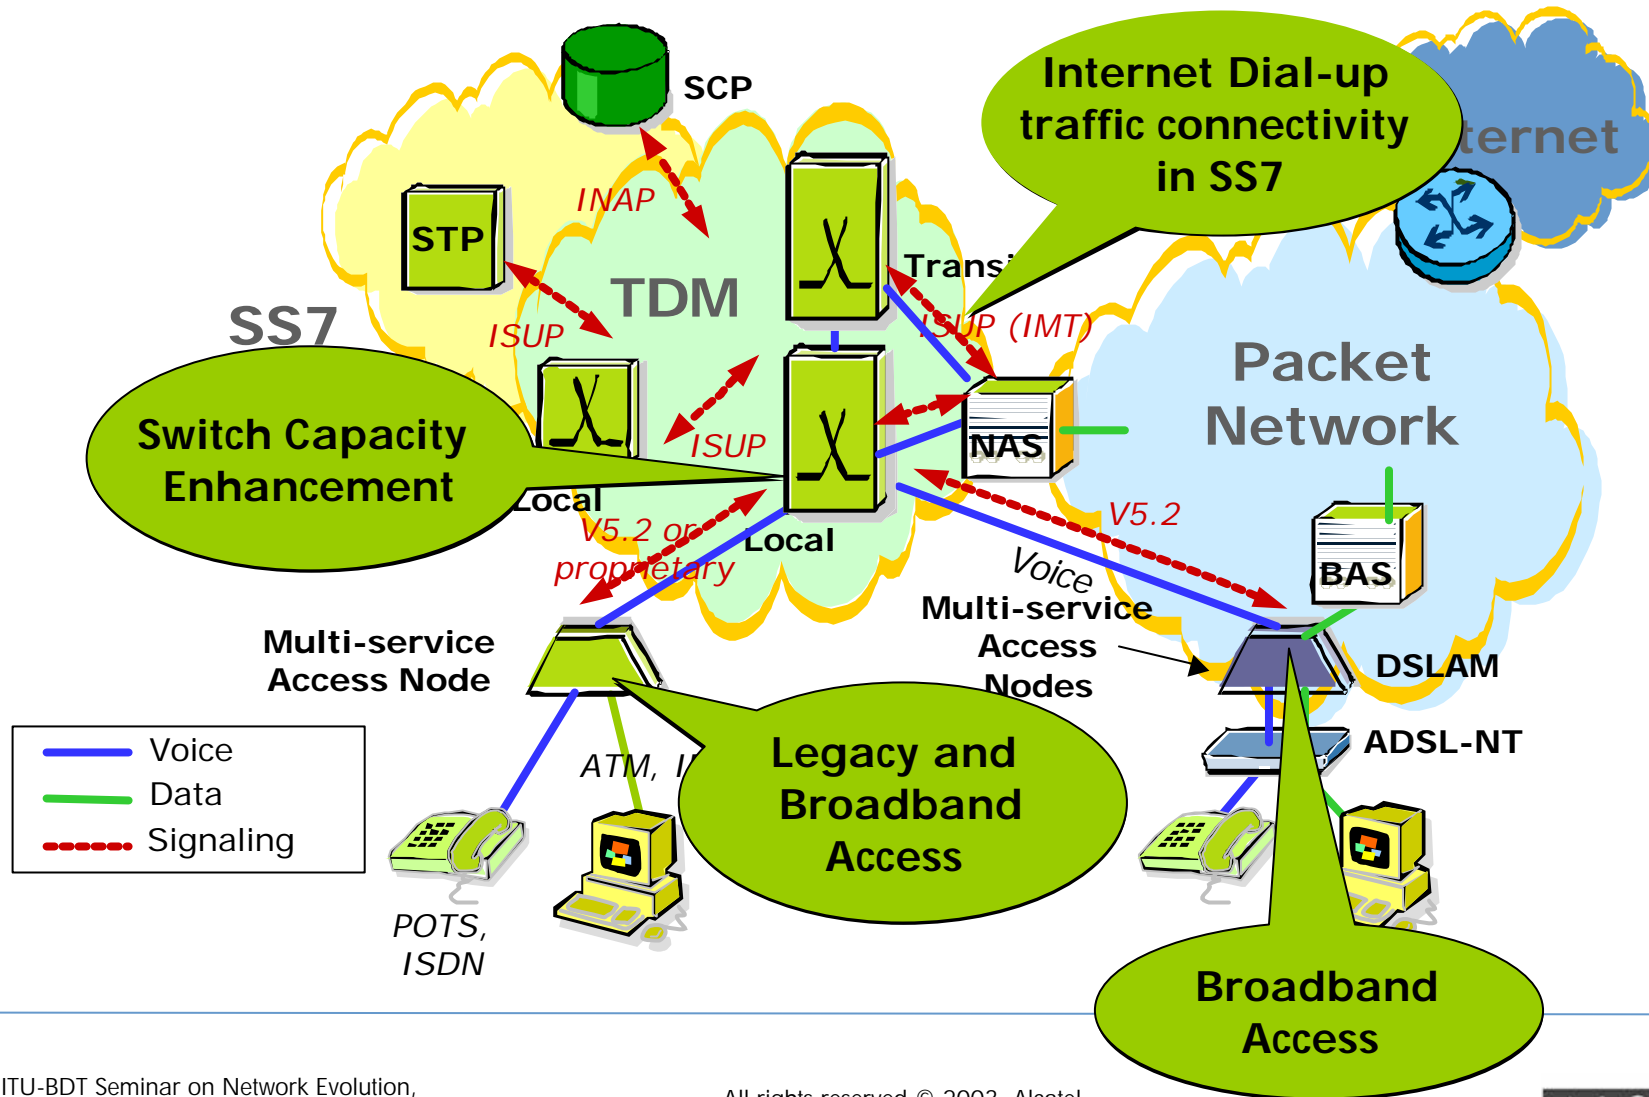 SCP
Internet Dial-up
traffic connectivity
in SS7
ternet
INAP
STP
TDM
Transi
SS7
ISUP
ISUP (IMT)
Packet
Network
Switch Capacity
Enhancement
ISUP
NAS
Local
V5.2 or
proprietary
Local
V5.2
Voice
BAS
Multi-service
Access
Nodes
Multi-service
Access Node
DSLAM
ADSL-NT
Voice
Data
Signaling
ATM,
Legacy and
Broadband
Access
POTS,
ISDN
Broadband
Access
ITU-BDT Seminar on Network Evolution,
All rights reserved © 2003, Alcatel